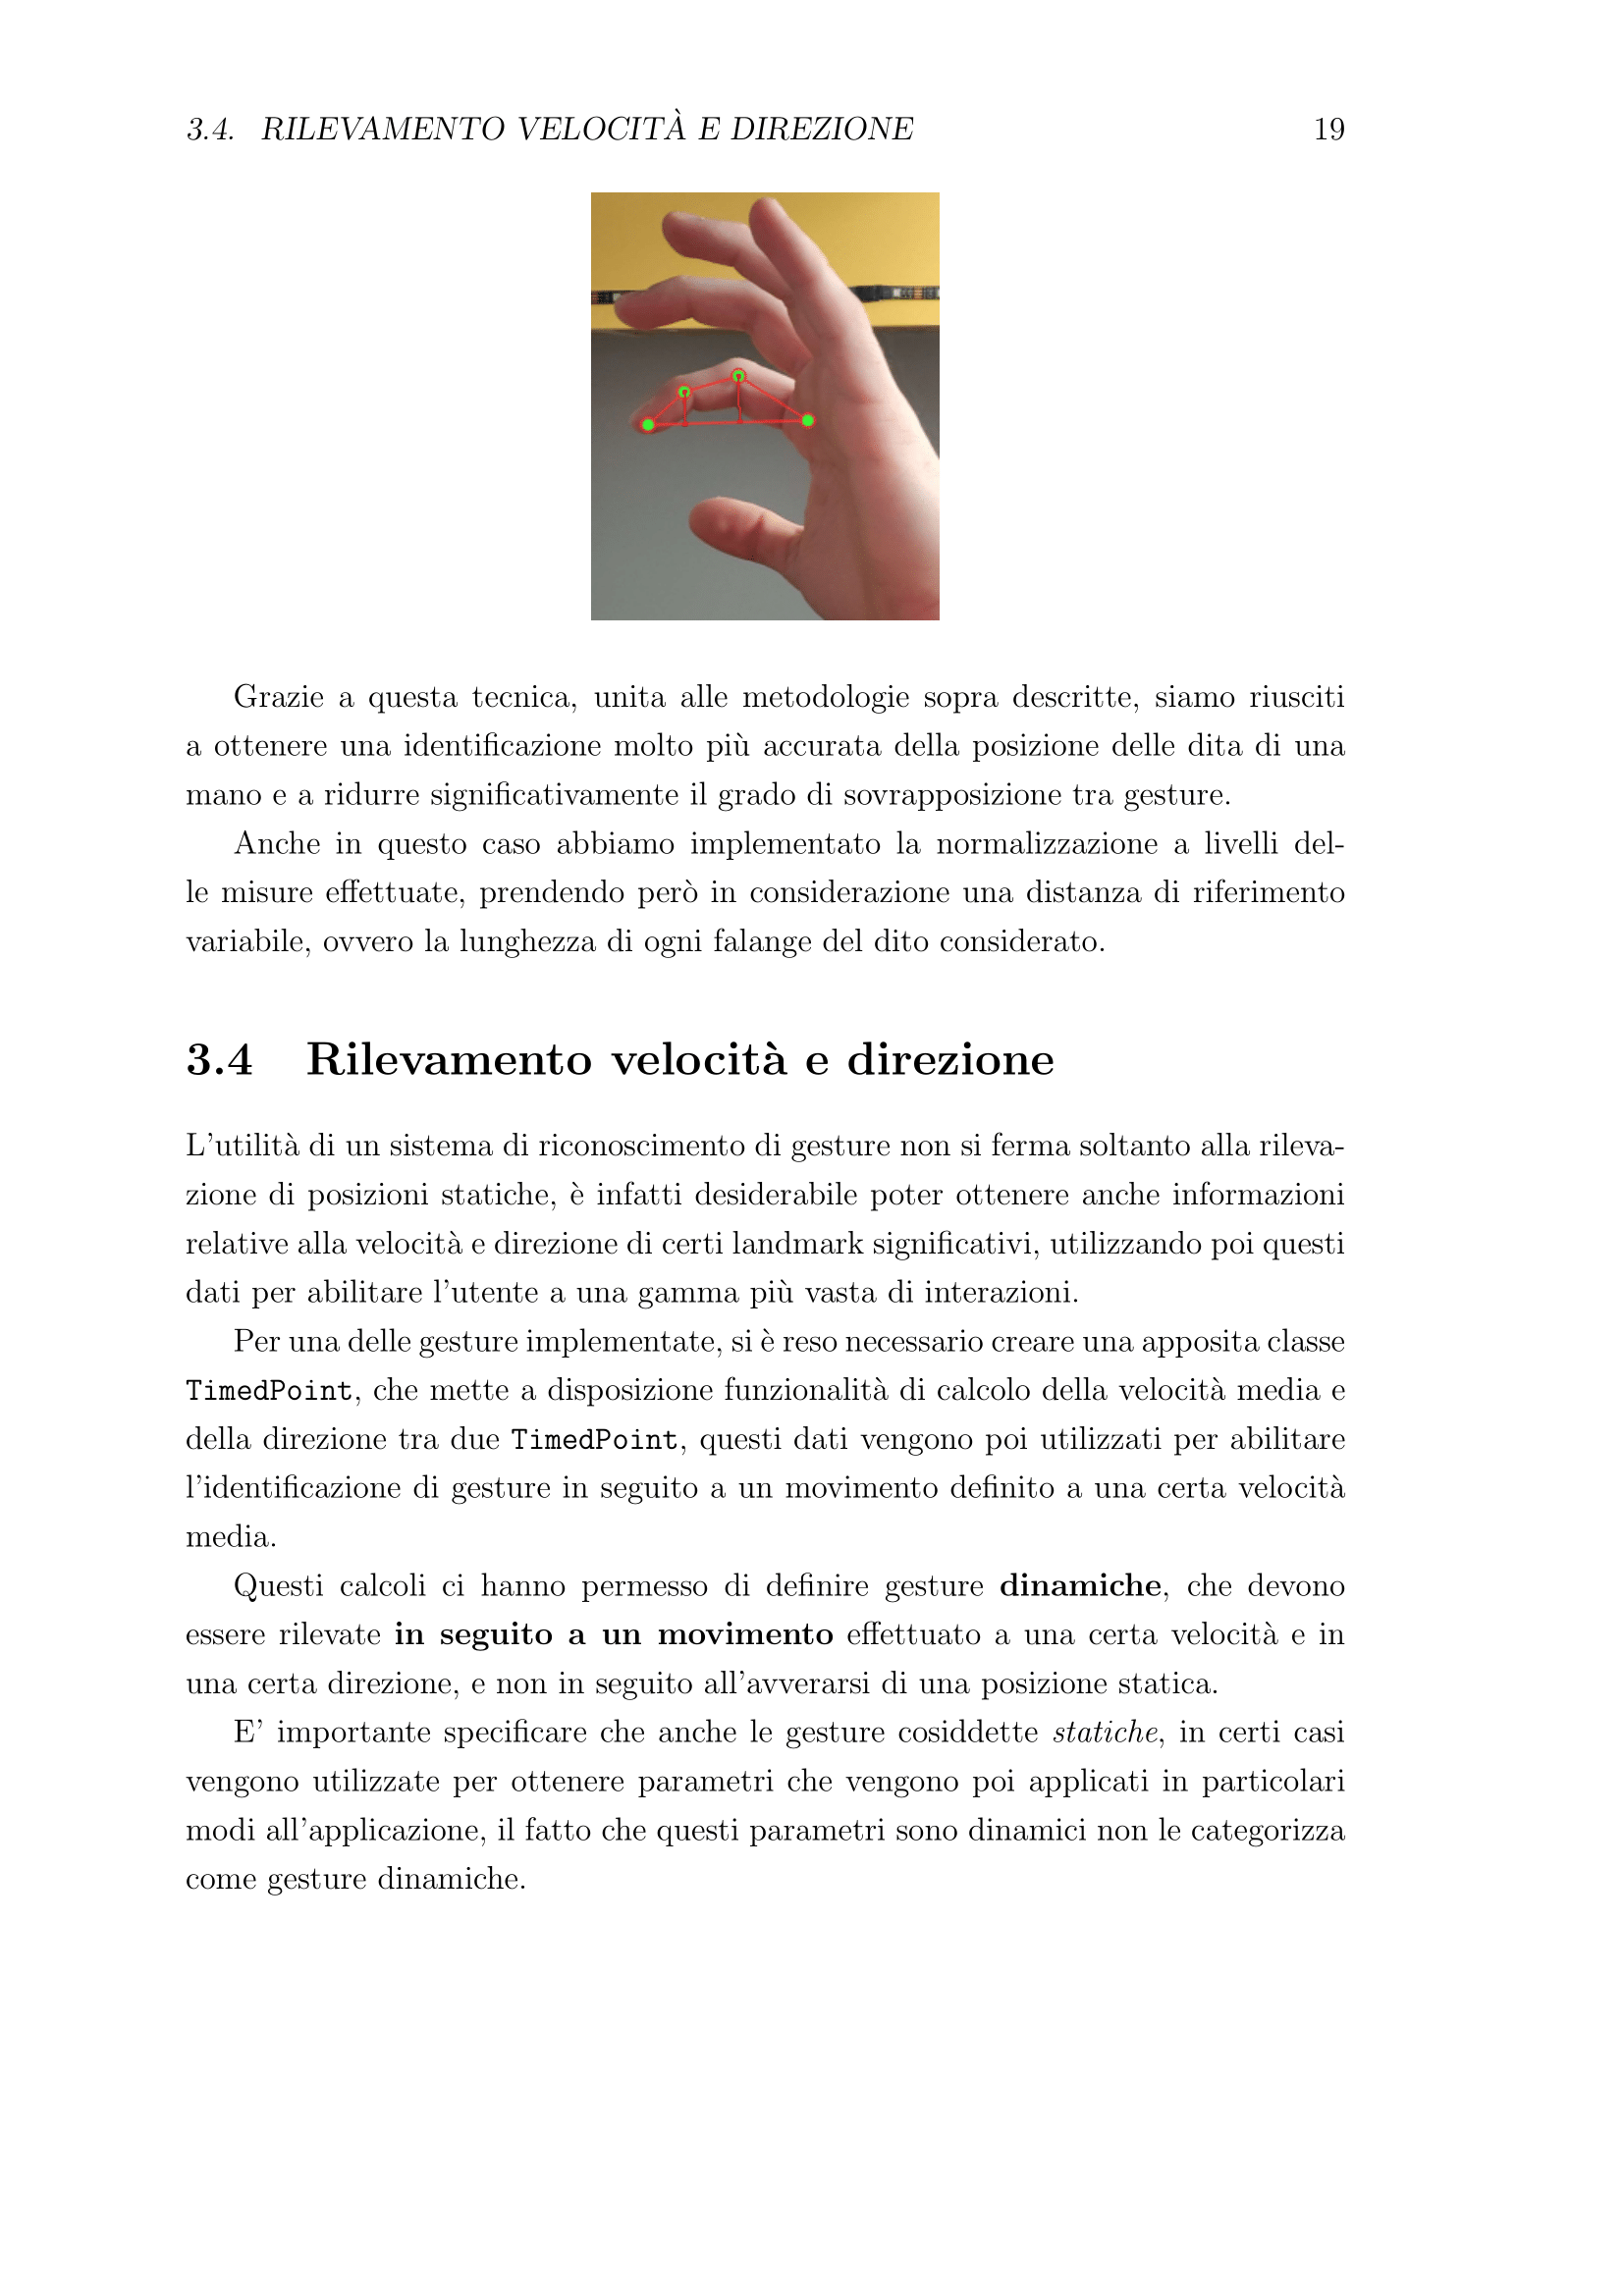 3.4. RILEVAMENTO VELOCITÀ E DIREZIONE 19
Grazie a questa tecnica, unita alle metodologie sopra descritte, siamo riusciti
a ottenere una identificazione molto più accurata della posizione delle dita di una
mano e a ridurre significativamente il grado di sovrapposizione tra gesture.
Anche in questo caso abbiamo implementato la normalizzazione a livelli del-
le misure effettuate, prendendo però in considerazione una distanza di riferimento
variabile, ovvero la lunghezza di ogni falange del dito considerato.
3.4 Rilevamento velocità e direzione
L'utilità di un sistema di riconoscimento di gesture non si ferma soltanto alla rileva-
zione di posizioni statiche, è infatti desiderabile poter ottenere anche informazioni
relative alla velocità e direzione di certi landmark significativi, utilizzando poi questi
dati per abilitare l'utente a una gamma più vasta di interazioni.
Per una delle gesture implementate, si è reso necessario creare una apposita classe
TimedPoint, che mette a disposizione funzionalità di calcolo della velocità media e
della direzione tra due TimedPoint, questi dati vengono poi utilizzati per abilitare
l'identificazione di gesture in seguito a un movimento definito a una certa velocità
media.
Questi calcoli ci hanno permesso di definire gesture dinamiche, che devono
essere rilevate in seguito a un movimento effettuato a una certa velocità e in
una certa direzione, e non in seguito all'avverarsi di una posizione statica.
E' importante specificare che anche le gesture cosiddette statiche, in certi casi
vengono utilizzate per ottenere parametri che vengono poi applicati in particolari
modi all'applicazione, il fatto che questi parametri sono dinamici non le categorizza
come gesture dinamiche.